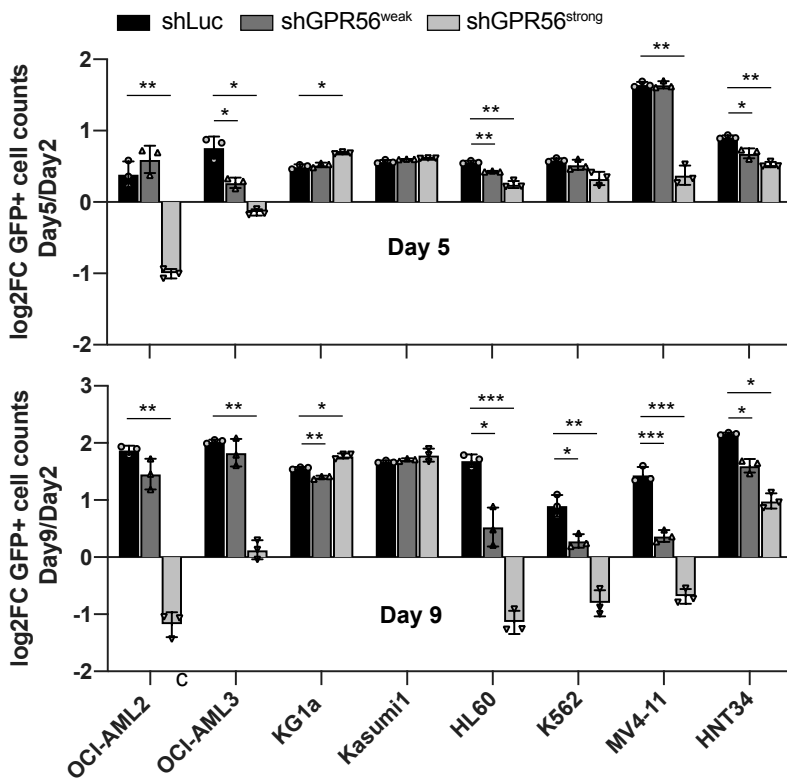 shLuc shGPR56weak shGPR56strong
log2FC GFP+ cell counts
Day5/Day2
2
1
0
-1
-2
** * * * ** ** ** * **
Day 5
log2FC GFP+ cell counts
Day9/Day2
3
2
1
0
-1
-2
** ** * ** *** * ** * *** *** * *
Day 9
c
OCI-AML2 OCI-AML3 KG1a Kasumi1 HL60 K562 MV4-11 HNT34